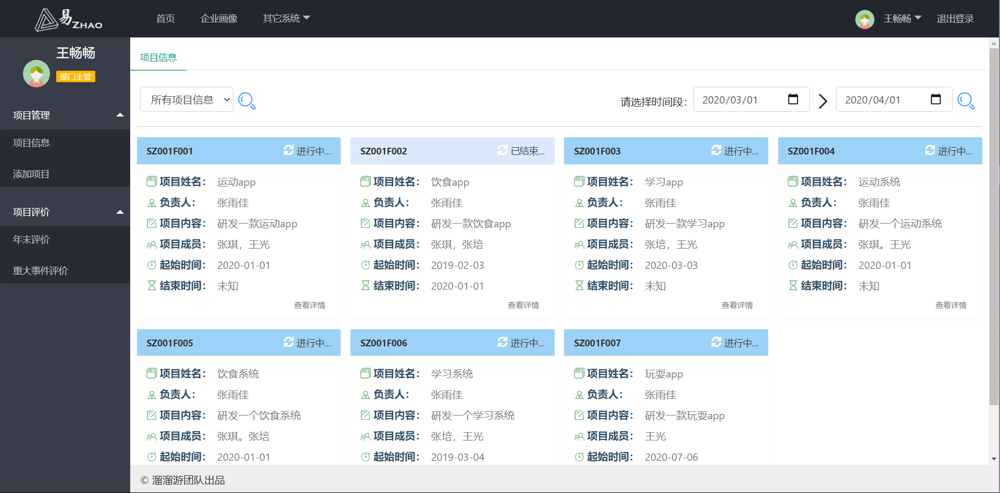 易ZHAO
首页
企业画像
其它系统
王畅畅
退出登录
王畅畅
部门主管
项目管理
项目信息
添加项目
项目评价
年末评价
重大事件评价
项目信息
所有项目信息
请选择时间段：
2020/03/01
2020/04/01
SZ001F001
进行中...
项目姓名： 运动app
负责人： 张雨佳
项目内容： 研发一款运动app
项目成员： 张琪，王光
起始时间： 2020-01-01
结束时间： 未知
查看详情
SZ001F002
已结束...
项目姓名： 饮食app
负责人： 张雨佳
项目内容： 研发一款饮食app
项目成员： 张琪，张培
起始时间： 2019-02-03
结束时间： 2020-01-01
查看详情
SZ001F003
进行中...
项目姓名： 学习app
负责人： 张雨佳
项目内容： 研发一款学习app
项目成员： 张培，王光
起始时间： 2020-03-03
结束时间： 未知
查看详情
SZ001F004
进行中...
项目姓名： 运动系统
负责人： 张雨佳
项目内容： 研发一个运动系统
项目成员： 张琪。王光
起始时间： 2020-01-01
结束时间： 未知
查看详情
SZ001F005
进行中...
项目姓名： 饮食系统
负责人： 张雨佳
项目内容： 研发一个饮食系统
项目成员： 张琪。张培
起始时间： 2020-01-01
SZ001F006
进行中...
项目姓名： 学习系统
负责人： 张雨佳
项目内容： 研发一个学习系统
项目成员： 张培，王光
起始时间： 2019-03-04
SZ001F007
进行中...
项目姓名： 玩耍app
负责人： 张雨佳
项目内容： 研发一款玩耍app
项目成员： 王光
起始时间： 2020-07-06
© 溜溜游团队出品